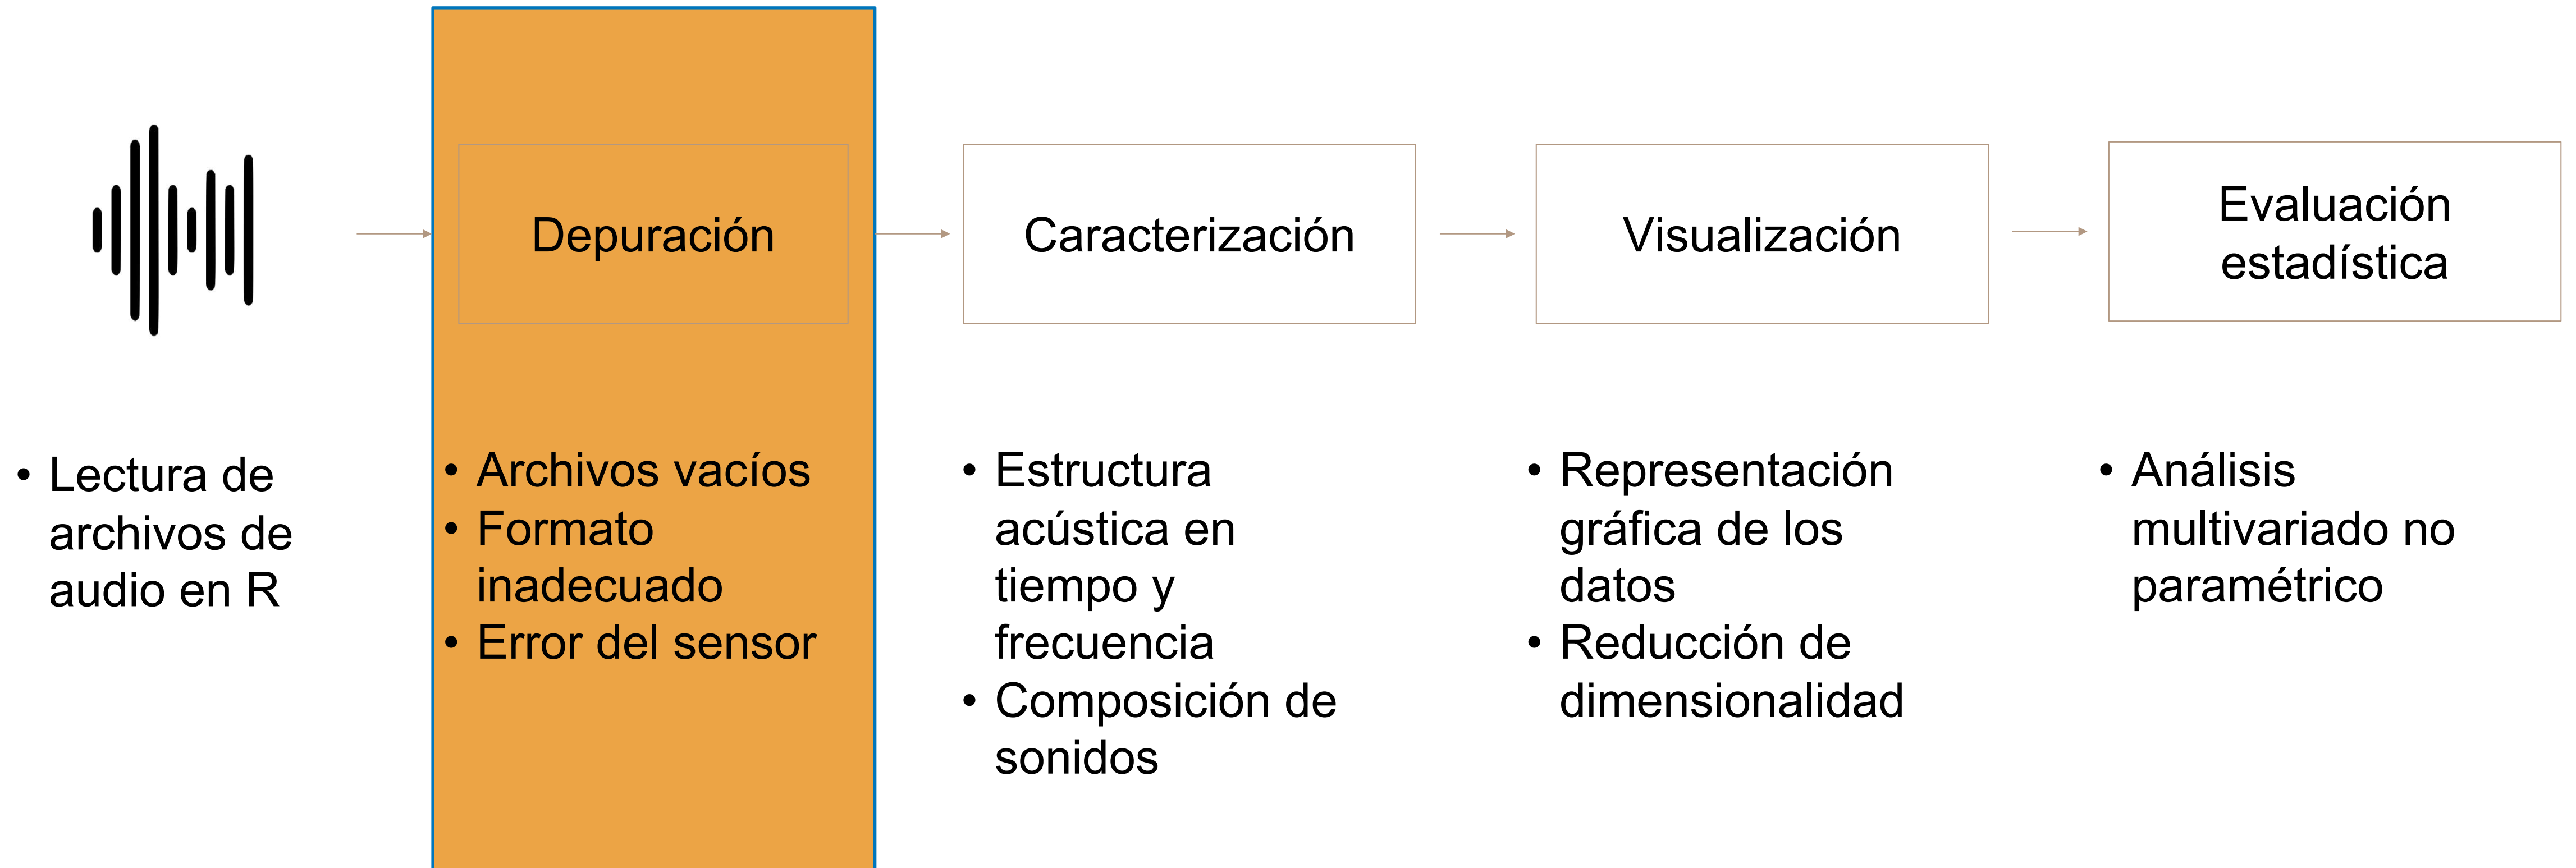 Depuración
Caracterización
Visualización
Evaluación
estadística
• Lectura de
archivos de
audio en R
• Archivos vacíos
• Formato
inadecuado
• Error del sensor
• Estructura
acústica en
tiempo y
frecuencia
• Composición de
sonidos
• Representación
gráfica de los
datos
• Reducción de
dimensionalidad
• Análisis
multivariado no
paramétrico